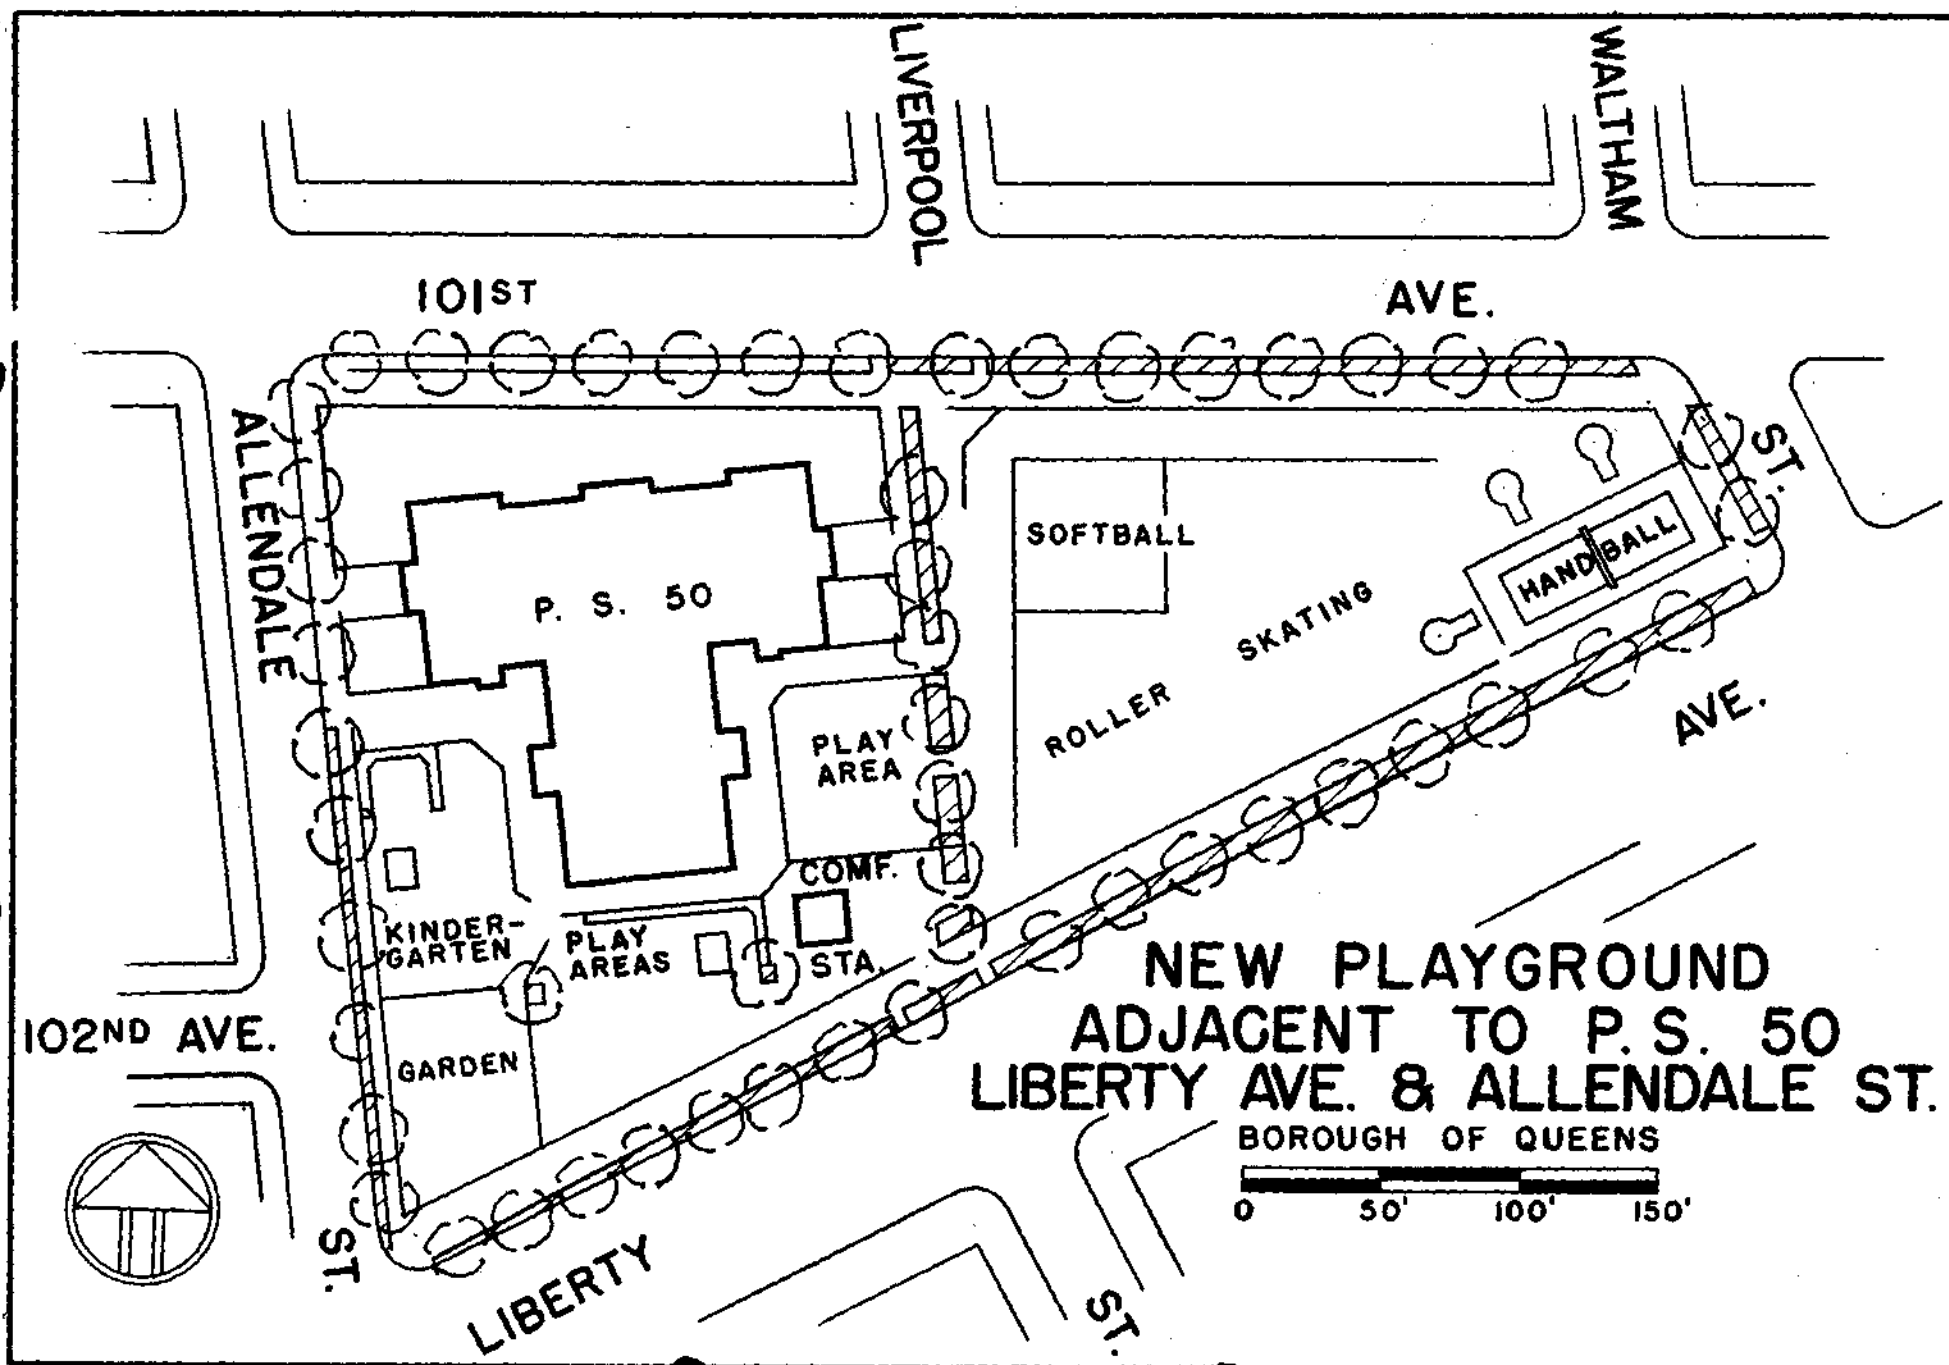 LIVERPOOL
WALTHAM
101ST AVE.
ALLENDALE
ST.
SOFTBALL
HANDBALL
P. S. 50
SKATING
ROLLER
PLAY
AREA
AVE.
COMF.
STA.
KINDER-
GARTEN
PLAY
AREAS
102ND AVE.
GARDEN
NEW PLAYGROUND
ADJACENT TO P. S. 50
LIBERTY AVE. & ALLENDALE ST.
BOROUGH OF QUEENS
0 50' 100' 150'
ST.
LIBERTY
ST.